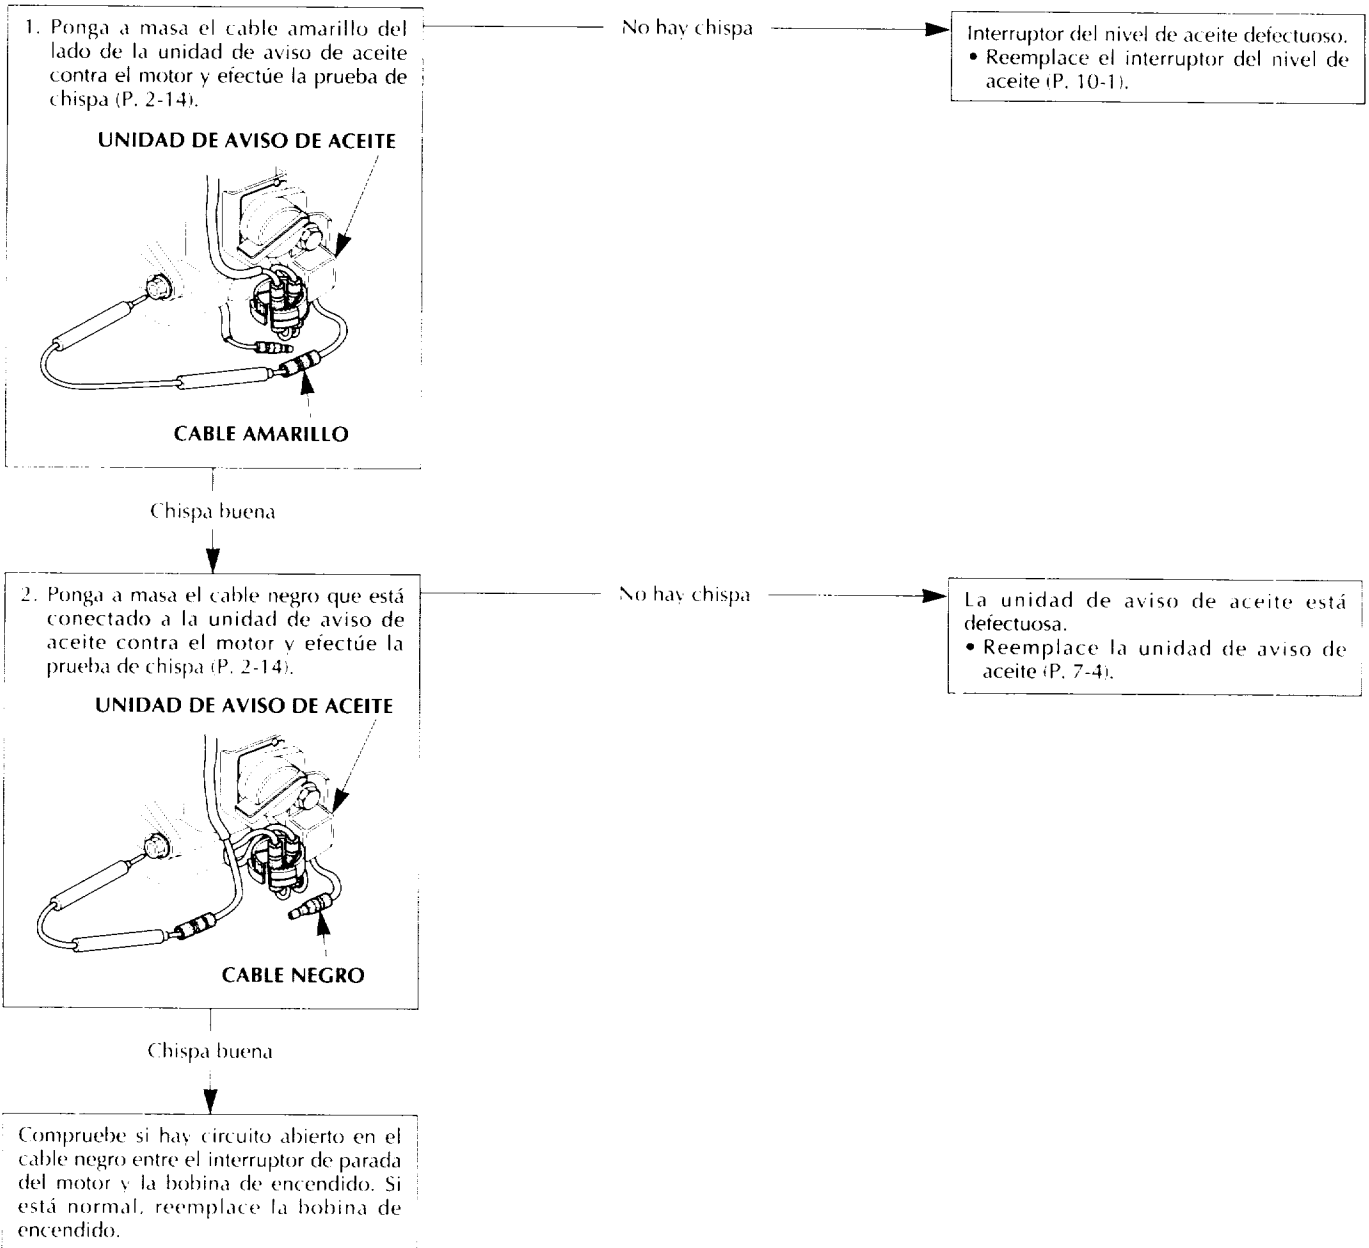 1. Ponga a masa el cable amarillo del
lado de la unidad de aviso de aceite
contra el motor y efectúe la prueba de
chispa (P. 2-14).
No hay chispa
Interruptor del nivel de aceite defectuoso.
• Reemplace el interruptor del nivel de
aceite (P. 10-1).
UNIDAD DE AVISO DE ACEITE
CABLE AMARILLO
Chispa buena
2. Ponga a masa el cable negro que está
conectado a la unidad de aviso de
aceite contra el motor y efectúe la
prueba de chispa (P. 2-14).
No hay chispa
La unidad de aviso de aceite está
defectuosa.
• Reemplace la unidad de aviso de
aceite (P. 7-4).
UNIDAD DE AVISO DE ACEITE
CABLE NEGRO
Chispa buena
Compruebe si hay circuito abierto en el
cable negro entre el interruptor de parada
del motor y la bobina de encendido. Si
está normal, reemplace la bobina de
encendido.